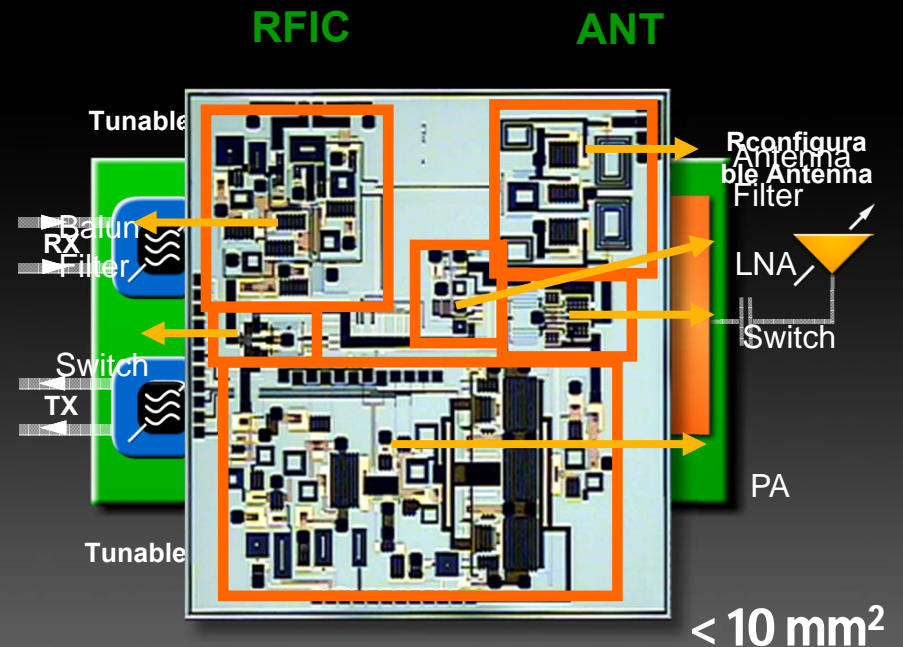 RFIC
ANT
Tunable
Rconfigura
ble Antenna
Antenna
Filter
Balun
Filter
RX
LNA
Switch
Switch
TX
PA
Tunable
< 10 mm²